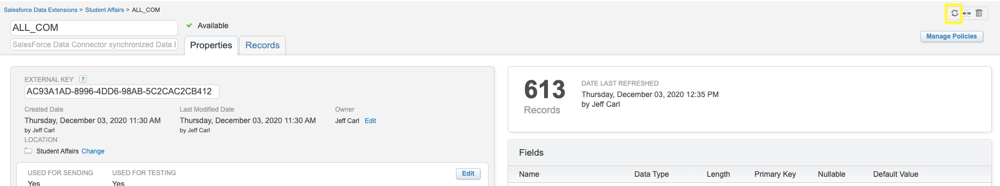 Salesforce Data Extensions > Student Affairs > ALL_COM
ALL_COM
Available
SalesForce Data Connector synchronized Data E
Properties
Records
Manage Policies
EXTERNAL KEY ?
AC93A1AD-8996-4DD6-98AB-5C2CAC2CB412
Created Date
Thursday, December 03, 2020 11:30 AM
by Jeff Carl
Last Modified Date
Thursday, December 03, 2020 11:30 AM
by Jeff Carl
Owner
Jeff Carl Edit
LOCATION
Student Affairs Change
USED FOR SENDING
Yes
USED FOR TESTING
Yes
Edit
613
Records
DATE LAST REFRESHED
Thursday, December 03, 2020 12:35 PM
by Jeff Carl
Fields
Name Data Type Length Primary Key Nullable Default Value